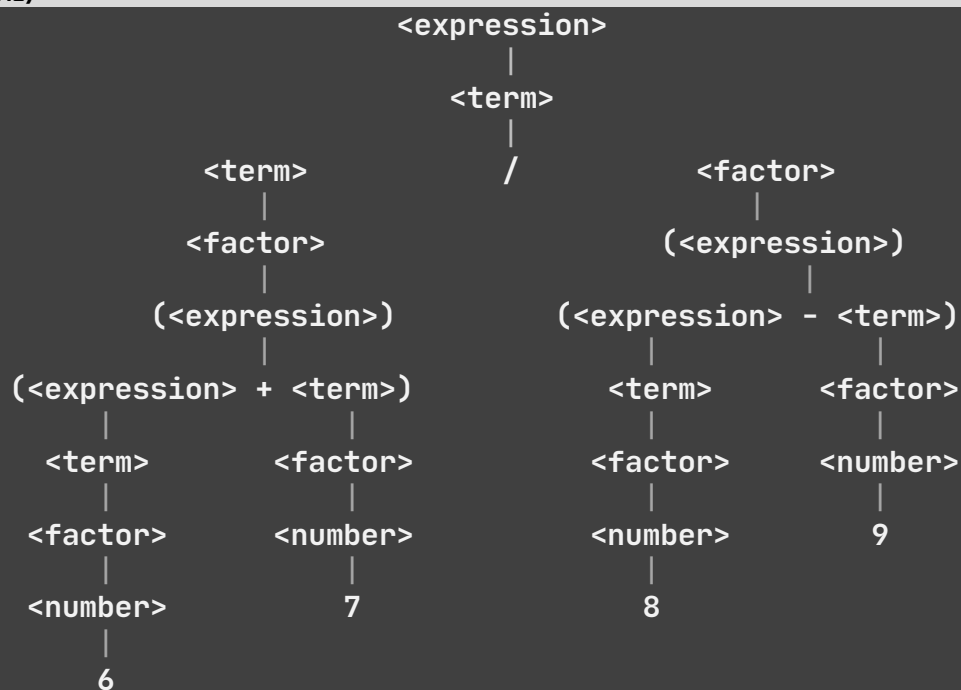 <expression>
|
<term>
|
<term> / <factor>
| |
<factor> (<expression>)
| |
(<expression>) (<expression> - <term>)
| | |
(<expression> + <term>) <term> <factor>
| | | |
<term> <factor> <factor> <number>
| | | |
<factor> <number> <number> 9
| | |
<number> 7 8
|
6